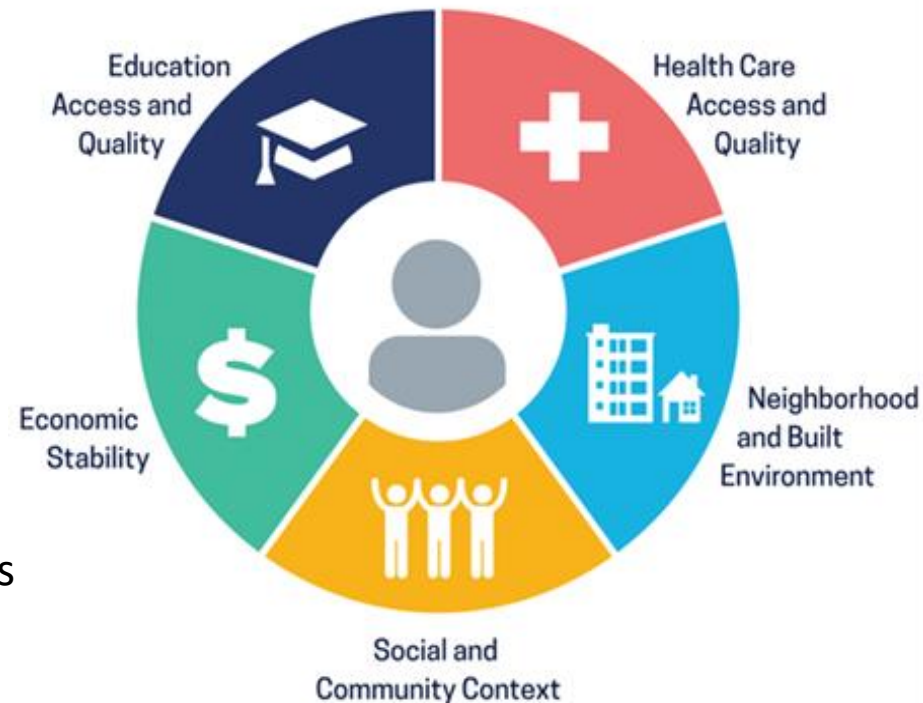 Education
Access and
Quality
Health Care
Access and
Quality
$
Economic
Stability
Neighborhood
and Built
Environment
s
Social and
Community Context